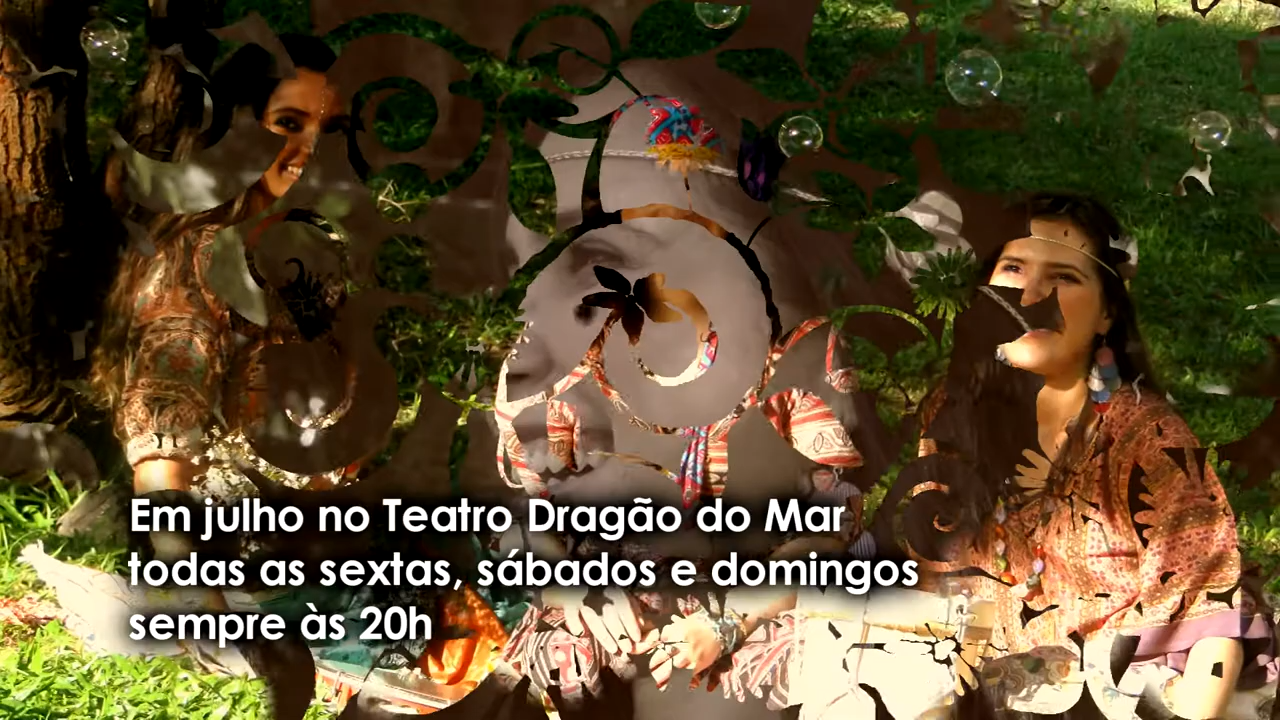 Em julho no Teatro Dragão do Mar
todas as sextas, sábados e domingos
sempre às 20h